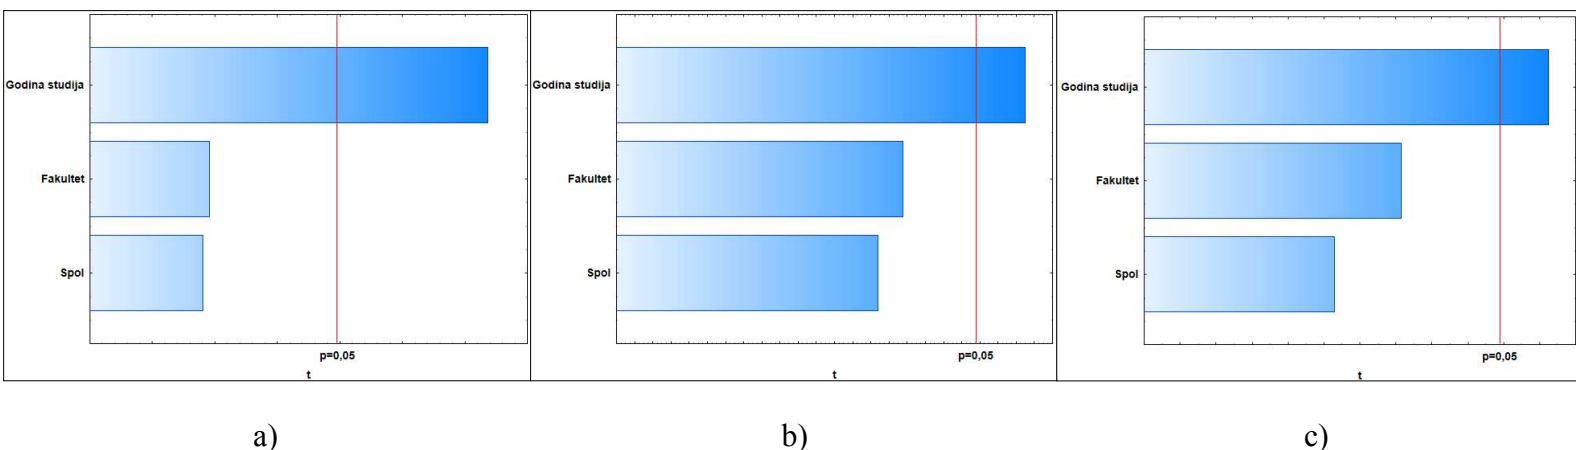 Godina studija
Fakultet
Spol
p=0,05
t
Godina studija
Fakultet
Spol
p=0,05
t
Godina studija
Fakultet
Spol
p=0,05
t
a)
b)
c)